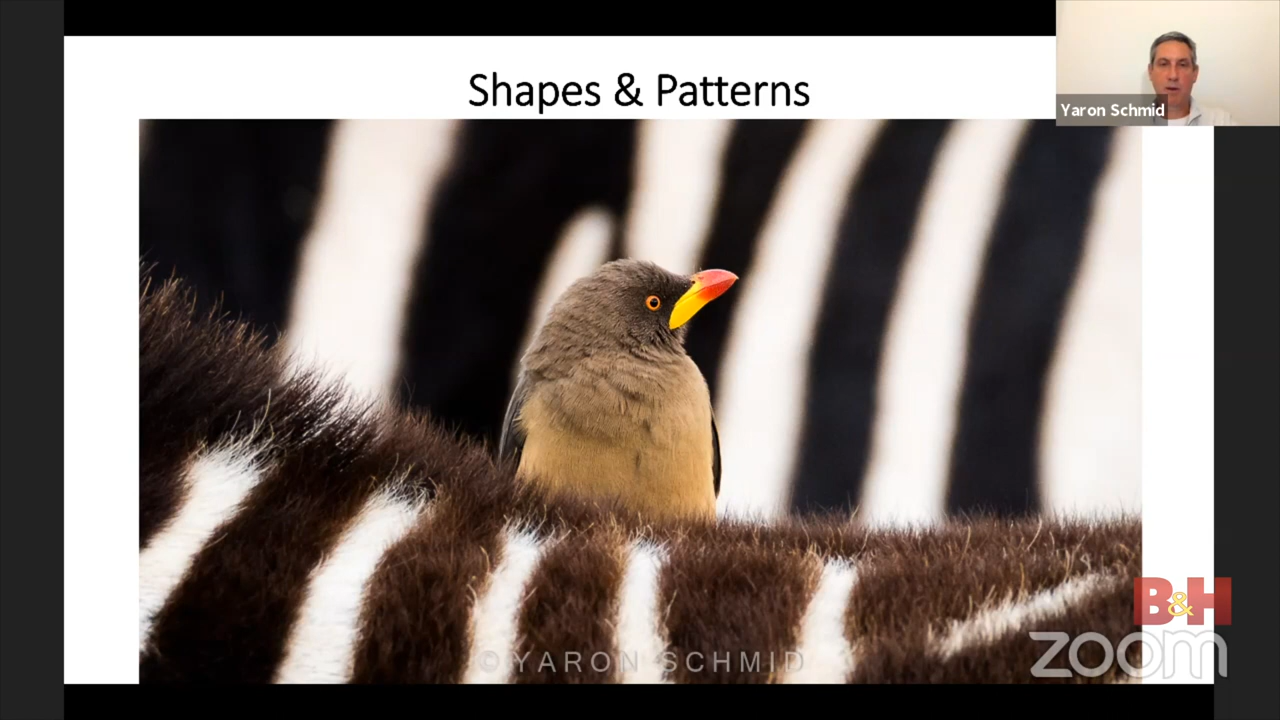 Shapes & Patterns
Yaron Schmid
B&H
zoom
© YARON SCHMID